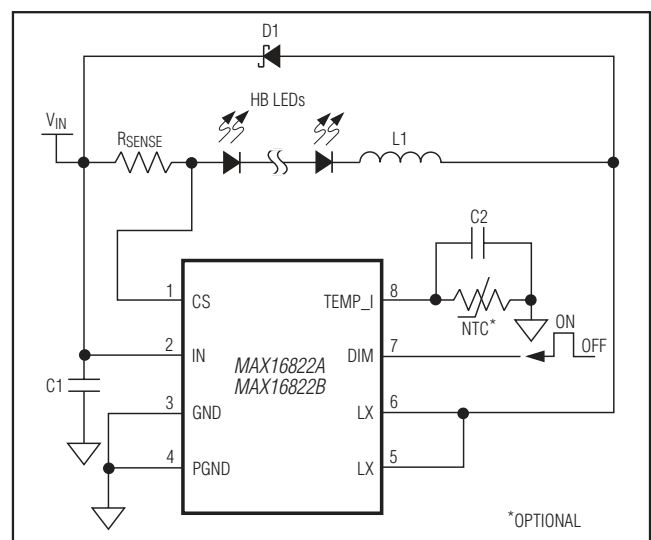 D1
HB LEDs
VIN
RSENSE
L1
C2
1
CS
TEMP_I
8
NTC*
ON
OFF
2
IN
DIM
7
MAX16822A
MAX16822B
C1
3
GND
LX
6
4
PGND
LX
5
*OPTIONAL